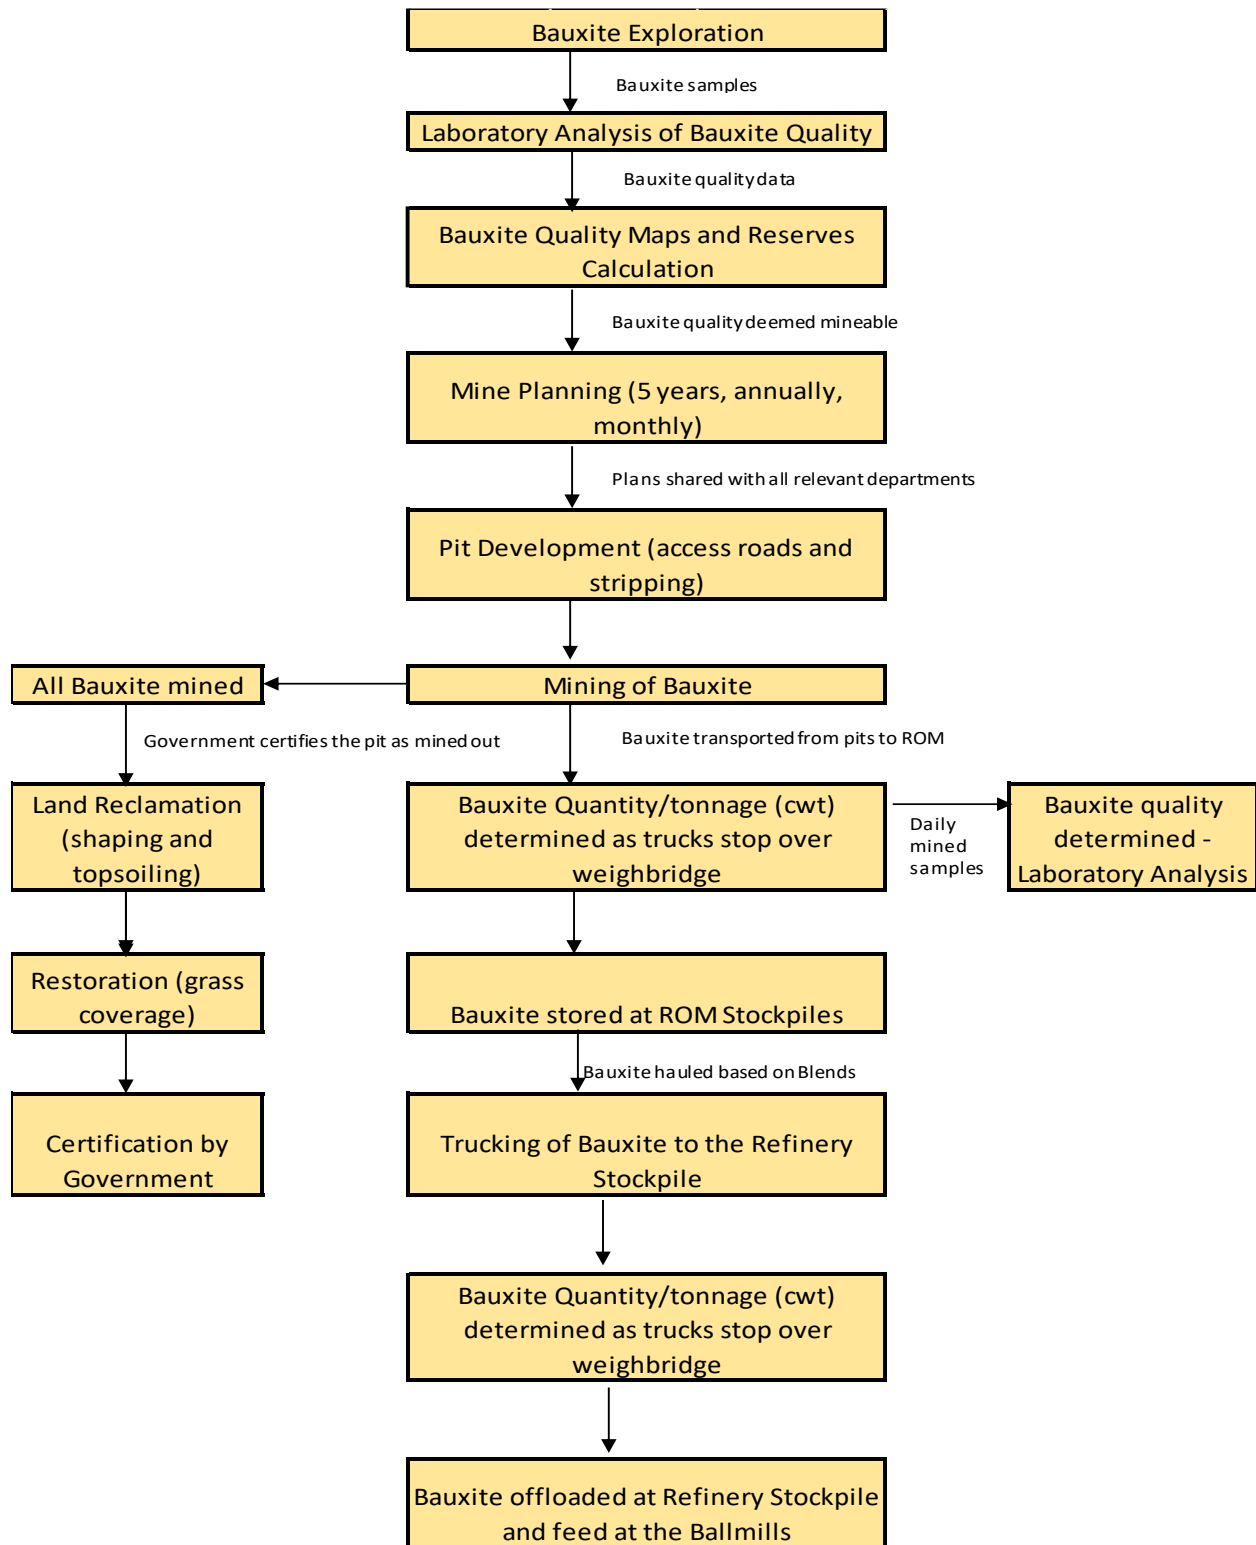 Bauxite Exploration
Bauxite samples
Laboratory Analysis of Bauxite Quality
Bauxite quality data
Bauxite Quality Maps and Reserves
Calculation
Bauxite quality deemed mineable
Mine Planning (5 years, annually,
monthly)
Plans shared with all relevant departments
Pit Development (access roads and
stripping)
All Bauxite mined
Mining of Bauxite
Government certifies the pit as mined out
Bauxite transported from pits to ROM
Land Reclamation
(shaping and
topsoiling)
Bauxite Quantity/tonnage (cwt)
determined as trucks stop over
weighbridge
Daily
mined
samples
Bauxite quality
determined -
Laboratory Analysis
Restoration (grass
coverage)
Bauxite stored at ROM Stockpiles
Bauxite hauled based on Blends
Certification by
Government
Trucking of Bauxite to the Refinery
Stockpile
Bauxite Quantity/tonnage (cwt)
determined as trucks stop over
weighbridge
Bauxite offloaded at Refinery Stockpile
and feed at the Ballmills